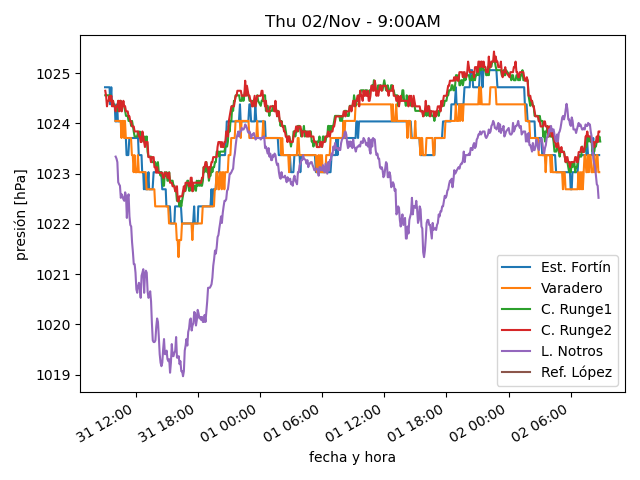 Thu 02/Nov - 9:00AM
presión [hPa]
1025
1024
1023
1022
1021
1020
1019
Est. Fortín
Varadero
C. Runge1
C. Runge2
L. Notros
Ref. López
31 12:00
31 18:00
01 00:00
01 06:00
01 12:00
01 18:00
02 00:00
02 06:00
fecha y hora